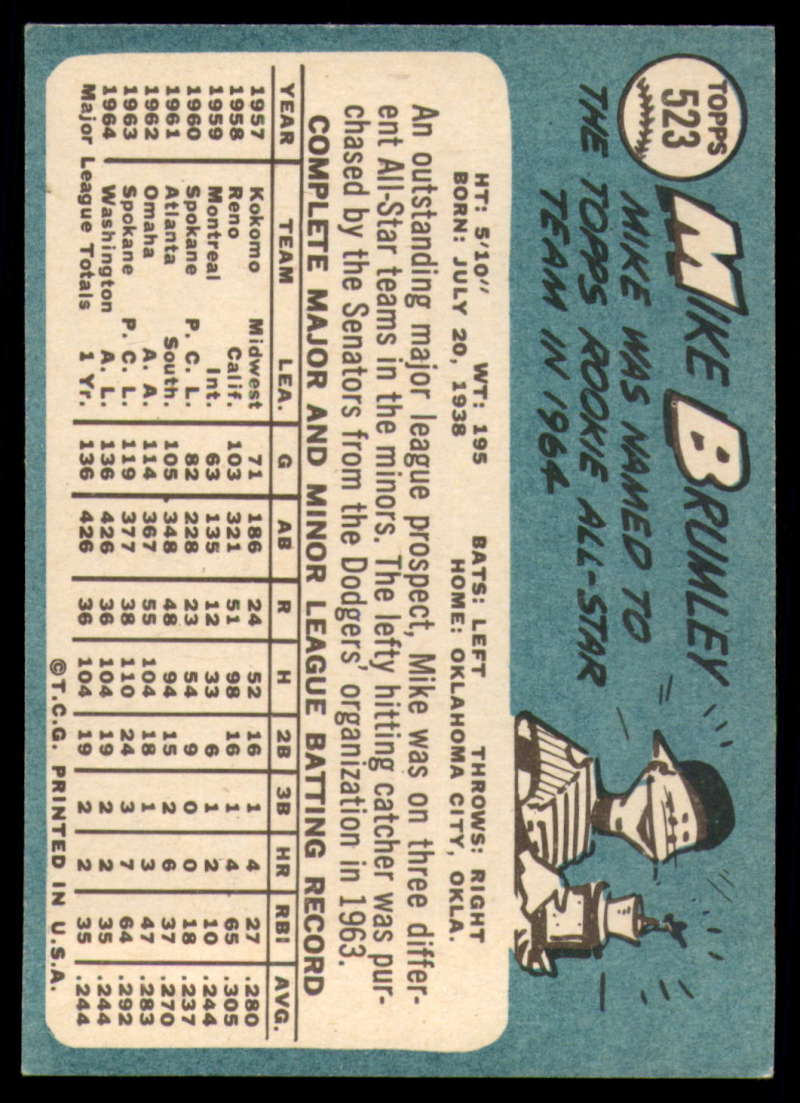 TOPPS
523
MIKE BRUMLEY
MIKE WAS NAMED TO
THE TOPPS ROOKIE ALL-STAR
TEAM IN 1964
HT: 5'10" WT: 195 BATS: LEFT THROWS: RIGHT
BORN: JULY 20, 1938 HOME: OKLAHOMA CITY, OKLA.
An outstanding major league prospect, Mike was on three differ-
ent All-Star teams in the minors. The lefty hitting catcher was pur-
chased by the Senators from the Dodgers' organization in 1963.
COMPLETE MAJOR AND MINOR LEAGUE BATTING RECORD
YEAR TEAM LEA. G AB R H 2B 3B HR RBI AVG.
1957 Kokomo Midwest 71 186 24 52 16 1 4 27 .280
1958 Reno Calif. 103 321 51 98 16 1 4 65 .305
1959 Montreal Int. 63 135 12 33 6 1 2 10 .244
1960 Spokane P. C. L. 82 228 23 54 9 0 0 18 .237
1961 Atlanta South. 105 348 48 94 15 2 6 37 .270
1962 Omaha A. A. 114 367 55 104 18 1 3 47 .283
1963 Spokane P. C. L. 119 377 38 110 24 3 7 64 .292
1964 Washington A. L. 136 426 36 104 19 2 2 35 .244
Major League Totals 1 Yr. 136 426 36 104 19 2 2 35 .244
©T.C.G. PRINTED IN U.S.A.